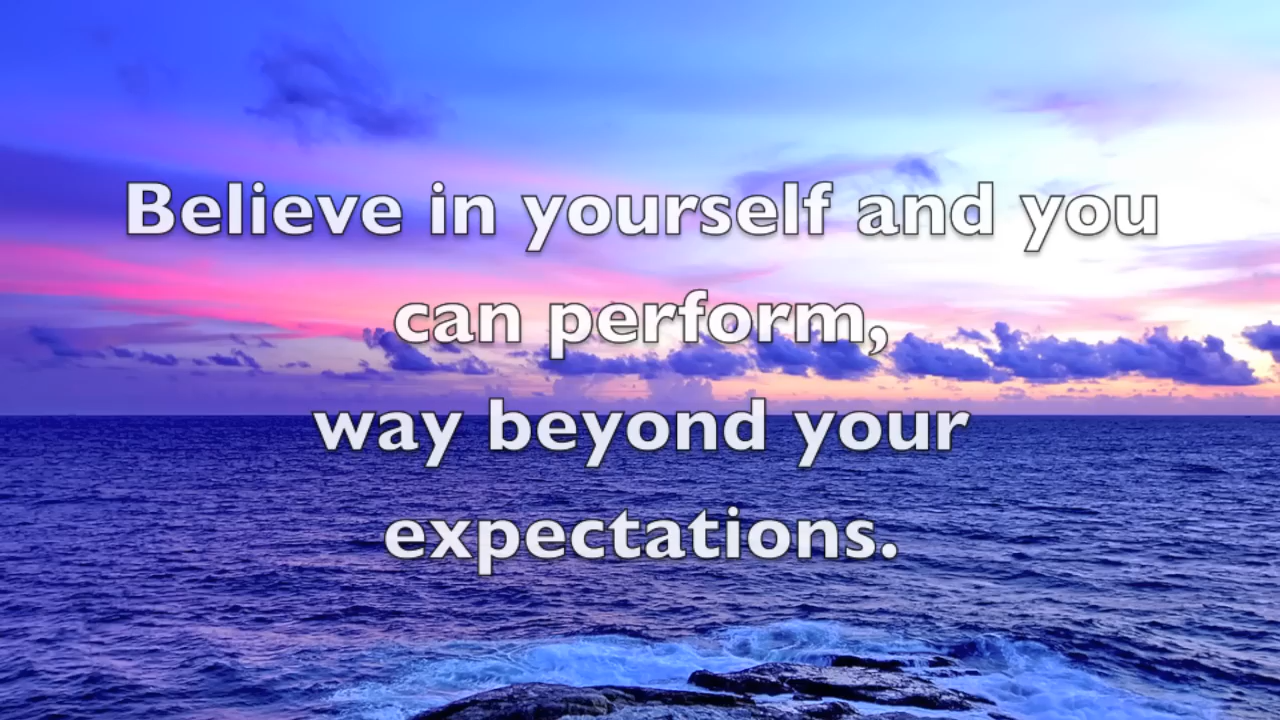 Believe in yourself and you
can perform,
way beyond your
expectations.